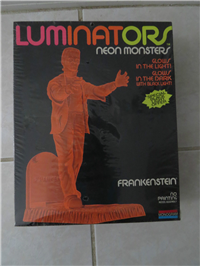 LUMINATORS
NEON MONSTERS
GLOWS
IN THE LIGHT!
GLOWS
IN THE DARK
WITH BLACK LIGHT!
FRANKENSTEIN
NO
PAINTING